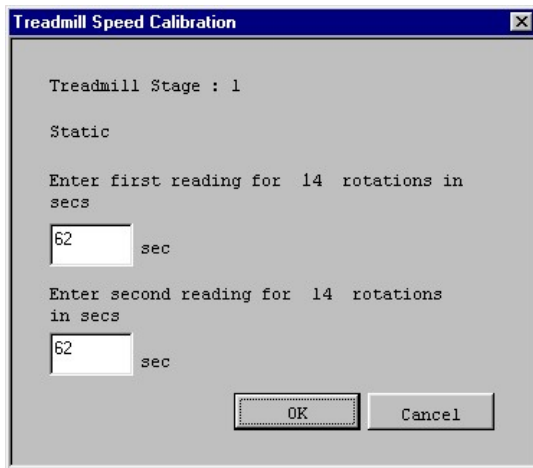 Treadmill Speed Calibration
Treadmill Stage : 1
Static
Enter first reading for 14 rotations in
secs
62 sec
Enter second reading for 14 rotations
in secs
62 sec
OK Cancel